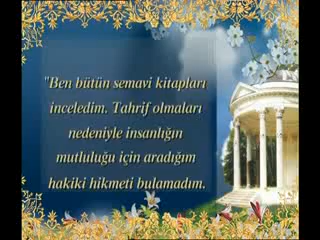 "Ben bütün semavi kitapları
inceledim. Tahrif olmaları
nedeniyle insanlığın
mutluluğu için aradığım
hakiki hikmeti bulamadım.